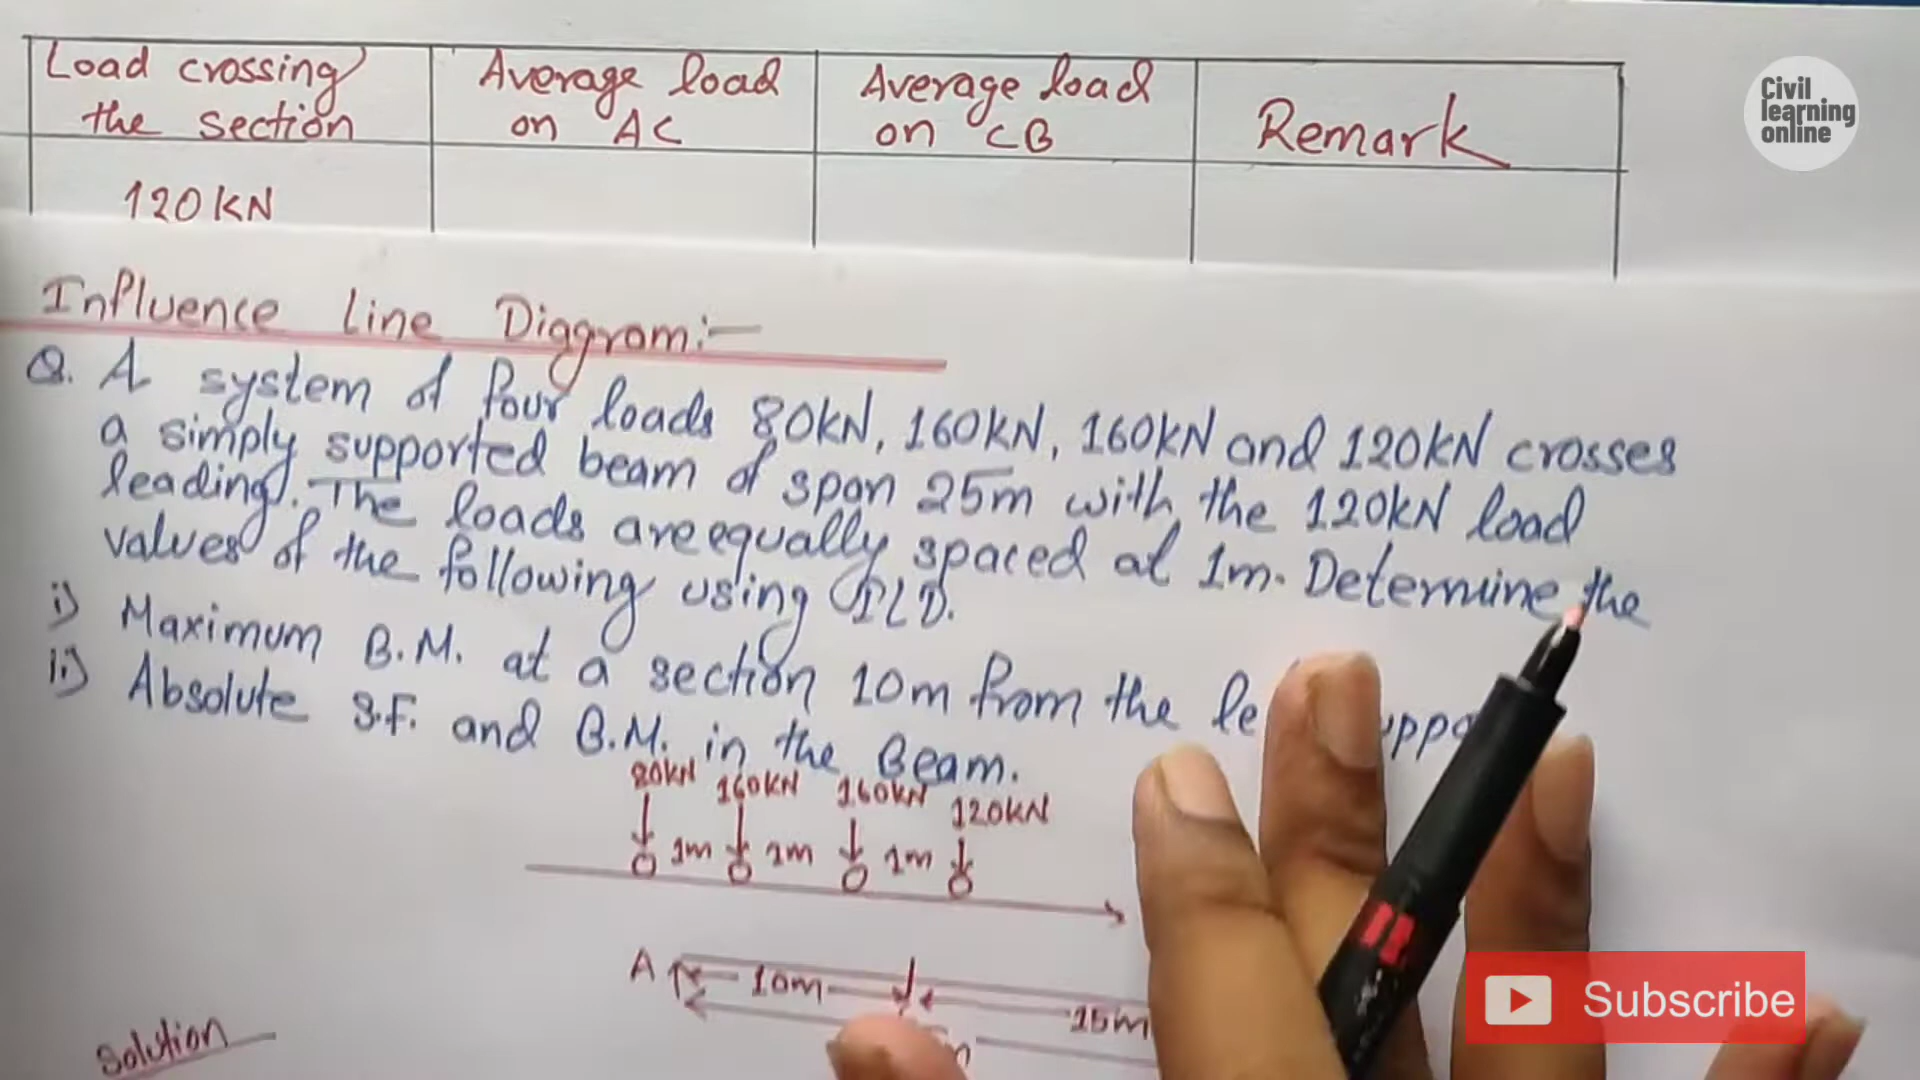 Load crossing the section
Average load on AC
Average load on CB
Remark
120KN
Civil learning online
Influence Line Diagram:-
Q. A system of four loads 80KN, 160KN, 160KN and 120KN crosses
a simply supported beam of span 25m with the 120KN load
leading. The loads are equally spaced at 1m. Determine the
values of the following using ILD.
i) Maximum B.M. at a section 10m from the
ii) Absolute S.F. and B.M. in the Beam.
80KN 160KN 160KN 120KN
1m 1m 1m
A 10m 15m
Solution
Subscribe